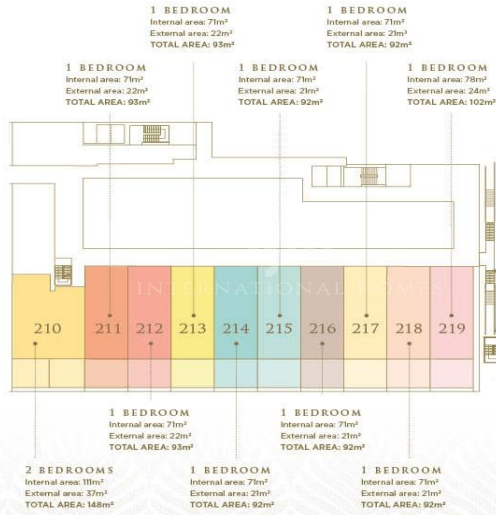 1 BEDROOM
Internal area: 71m²
External area: 22m²
TOTAL AREA: 93m²
1 BEDROOM
Internal area: 71m²
External area: 21m²
TOTAL AREA: 92m²
1 BEDROOM
Internal area: 71m²
External area: 22m²
TOTAL AREA: 93m²
1 BEDROOM
Internal area: 71m²
External area: 21m²
TOTAL AREA: 92m²
1 BEDROOM
Internal area: 78m²
External area: 24m²
TOTAL AREA: 102m²
INTERNATIONAL HOMES
210 211 212 213 214 215 216 217 218 219
1 BEDROOM
Internal area: 71m²
External area: 22m²
TOTAL AREA: 93m²
1 BEDROOM
Internal area: 71m²
External area: 21m²
TOTAL AREA: 92m²
2 BEDROOMS
Internal area: 111m²
External area: 37m²
TOTAL AREA: 148m²
1 BEDROOM
Internal area: 71m²
External area: 21m²
TOTAL AREA: 92m²
1 BEDROOM
Internal area: 71m²
External area: 21m²
TOTAL AREA: 92m²